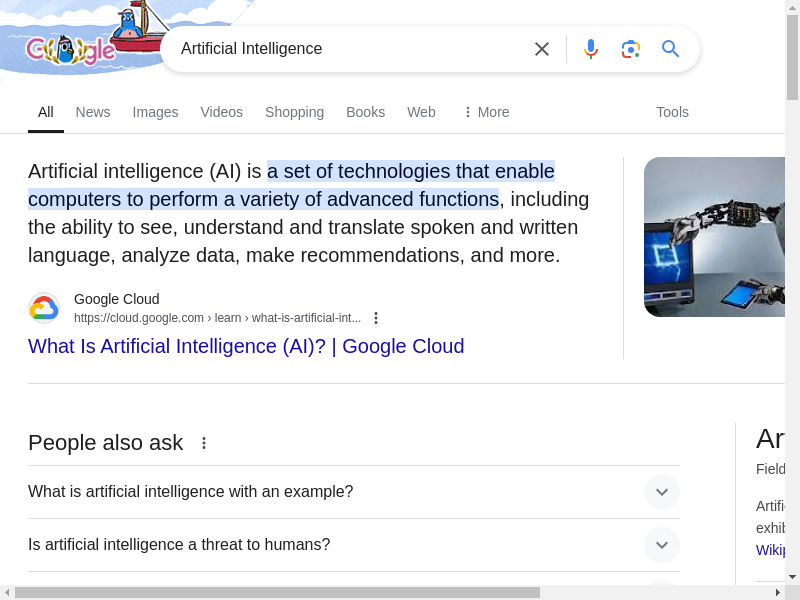 Google
Artificial Intelligence
All
News
Images
Videos
Shopping
Books
Web
More
Tools
Artificial intelligence (AI) is a set of technologies that enable
computers to perform a variety of advanced functions, including
the ability to see, understand and translate spoken and written
language, analyze data, make recommendations, and more.
Google Cloud
https://cloud.google.com › learn › what-is-artificial-int...
What Is Artificial Intelligence (AI)? | Google Cloud
People also ask
What is artificial intelligence with an example?
Is artificial intelligence a threat to humans?
Field